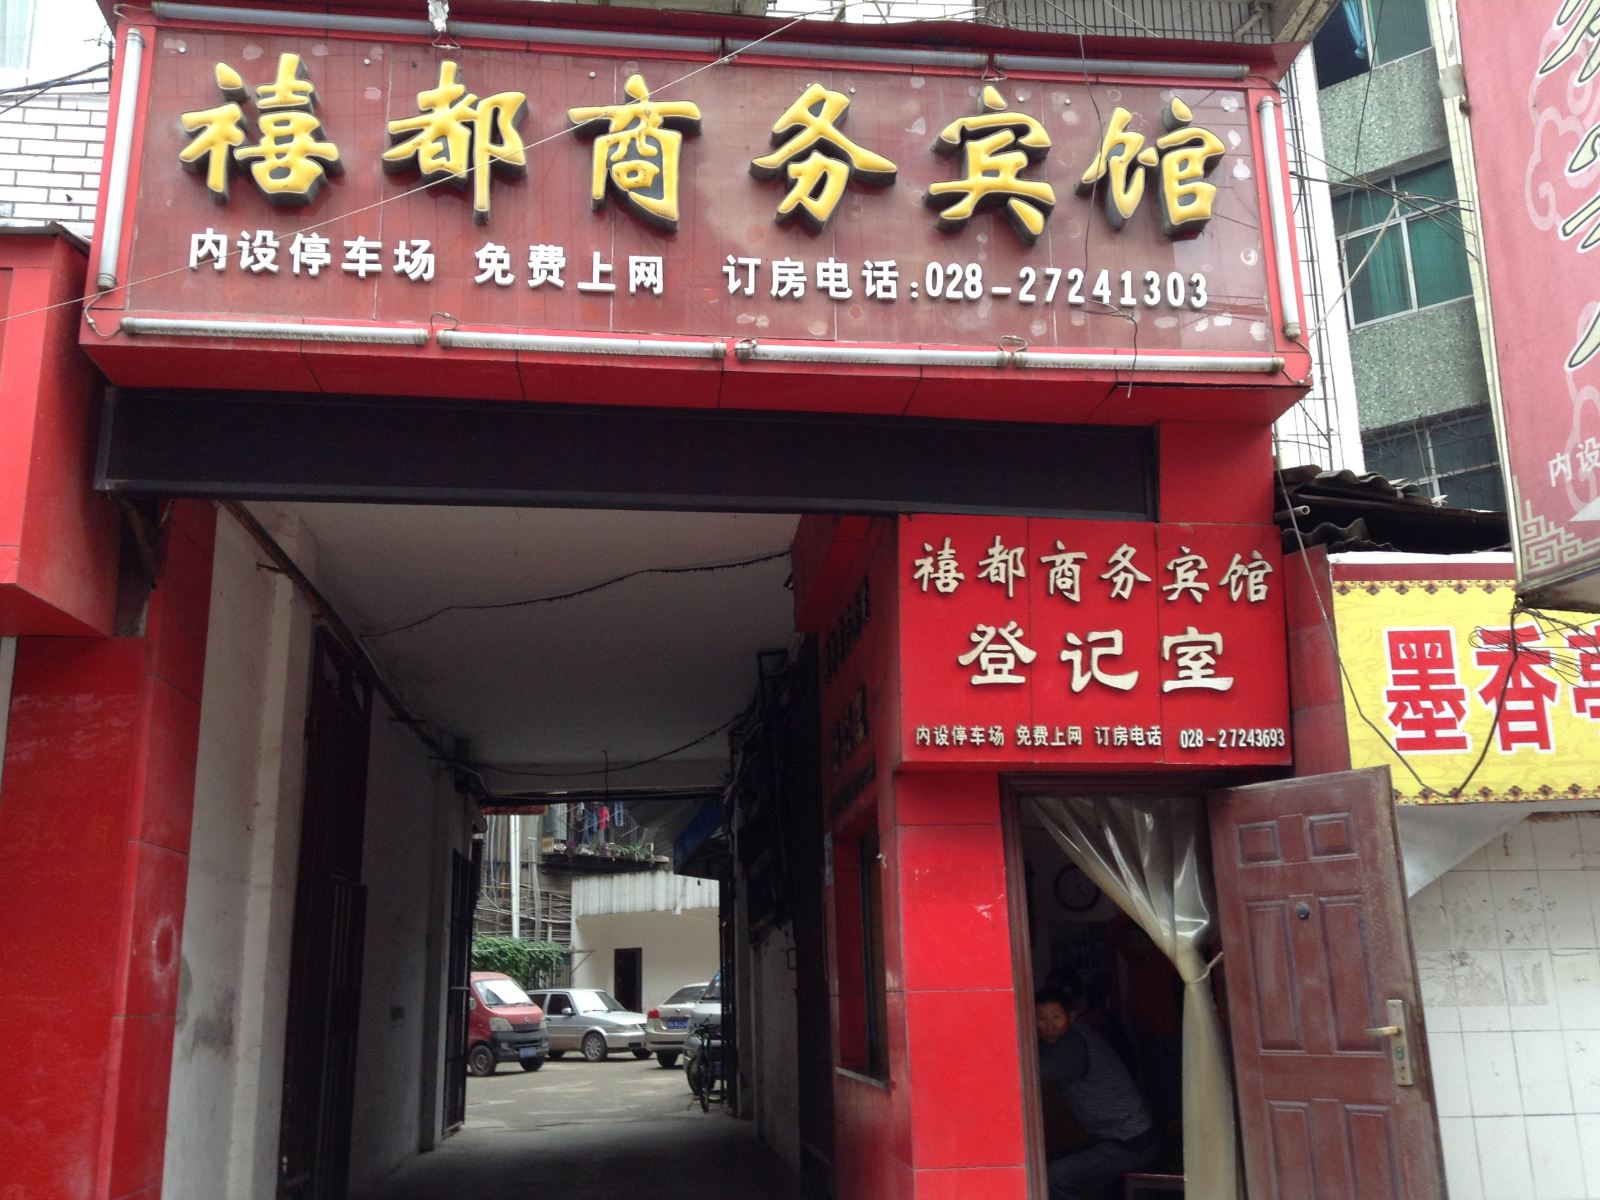 禧都商务宾馆
内设停车场 免费上网 订房电话:028-27241303
禧都商务宾馆
登记室
内设停车场 免费上网 订房电话 028-27243693
墨香
内设